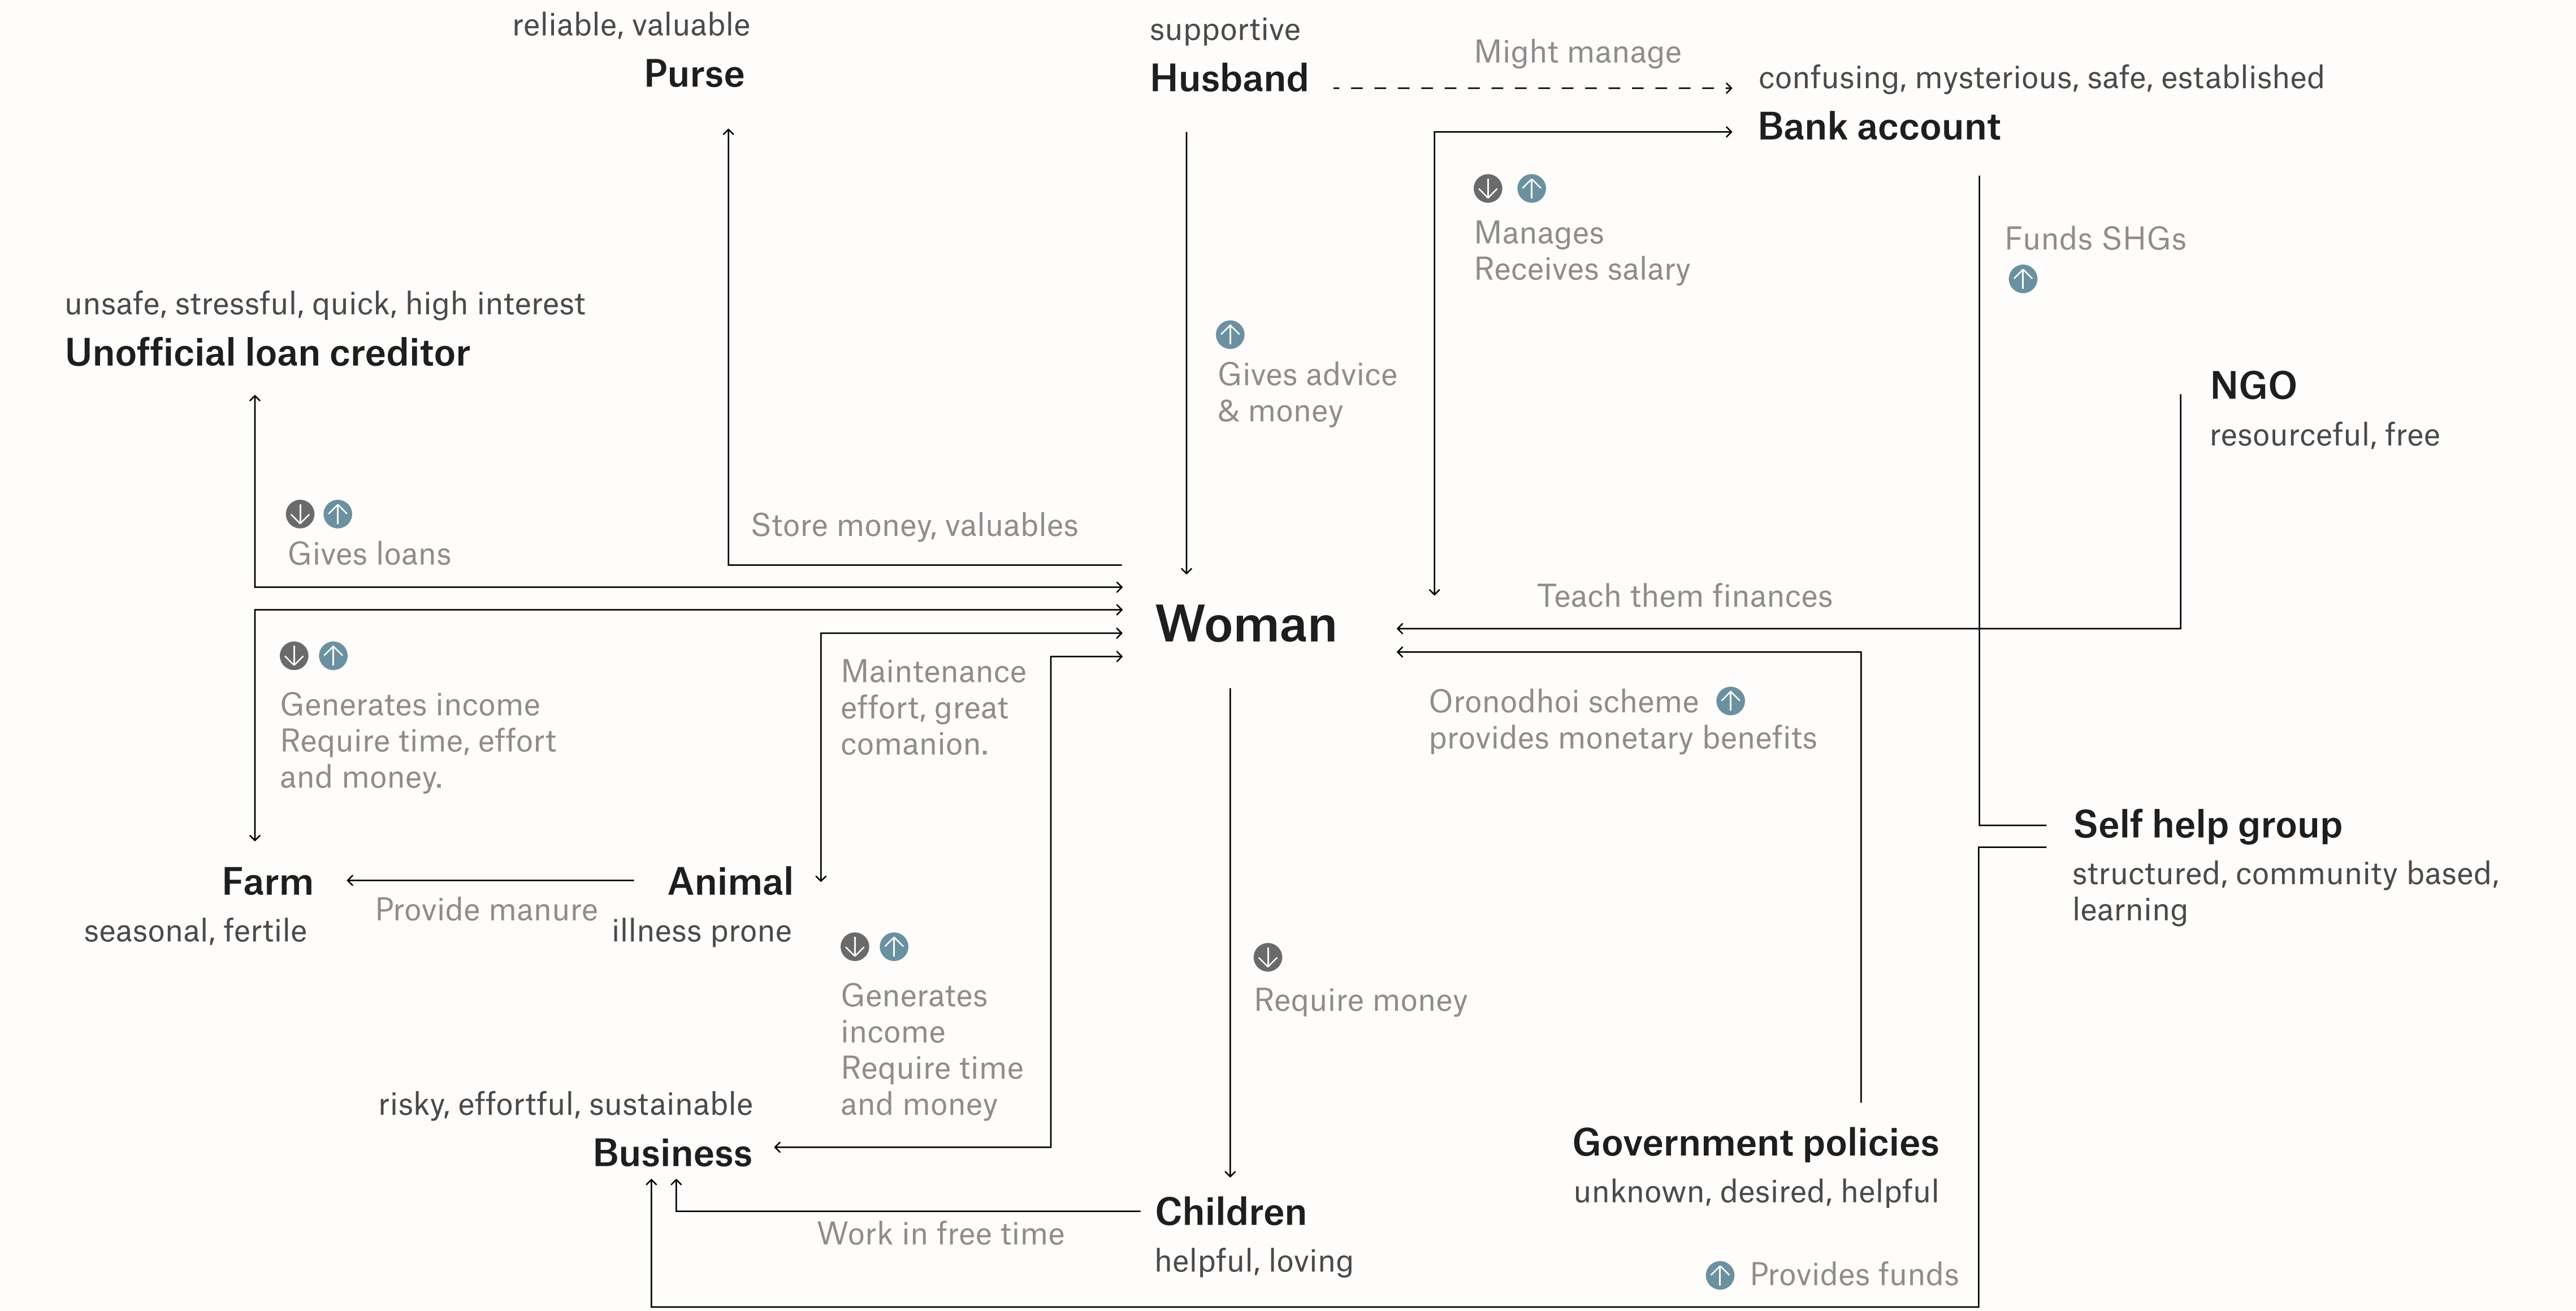 reliable, valuable
Purse
supportive
Husband
Might manage
confusing, mysterious, safe, established
Bank account
Manages
Receives salary
Funds SHGs
unsafe, stressful, quick, high interest
Unofficial loan creditor
Gives advice
& money
NGO
resourceful, free
Gives loans
Store money, valuables
Woman
Teach them finances
Generates income
Require time, effort
and money.
Maintenance
effort, great
comanion.
Oronodhoi scheme
provides monetary benefits
Self help group
structured, community based,
learning
Farm
seasonal, fertile
Provide manure
Animal
illness prone
Generates
income
Require time
and money
Require money
risky, effortful, sustainable
Business
Government policies
unknown, desired, helpful
Children
helpful, loving
Work in free time
Provides funds